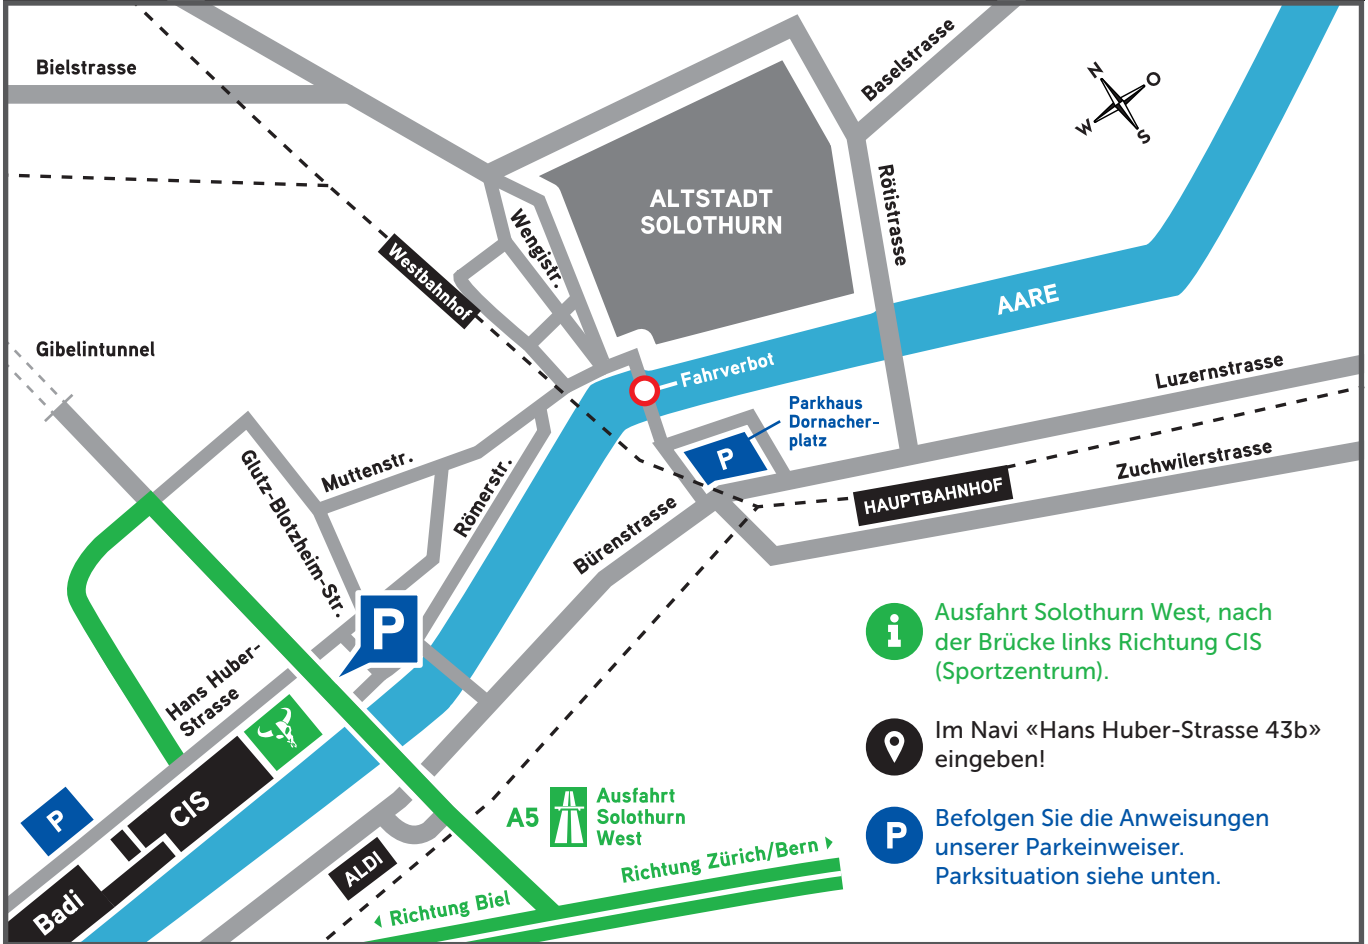 Bielstrasse
Baselstrasse
N
O
W
S
ALTSTADT
SOLOTHURN
Rötistrasse
Wengistr.
Westbahnhof
AARE
Gibelintunnel
Fahrverbot
Luzernstrasse
Parkhaus
Dornacher-
platz
P
Zuchwilerstrasse
HAUPTBAHNHOF
Muttenstr.
Glutz-Blotzheim-Str.
Römerstr.
Bürenstrasse
P
Hans Huber-
Strasse
CIS
P
Badi
ALDI
A5
Ausfahrt
Solothurn
West
Richtung Zürich/Bern
Richtung Biel
i
Ausfahrt Solothurn West, nach
der Brücke links Richtung CIS
(Sportzentrum).
Im Navi «Hans Huber-Strasse 43b»
eingeben!
P
Befolgen Sie die Anweisungen
unserer Parkeinweiser.
Parksituation siehe unten.